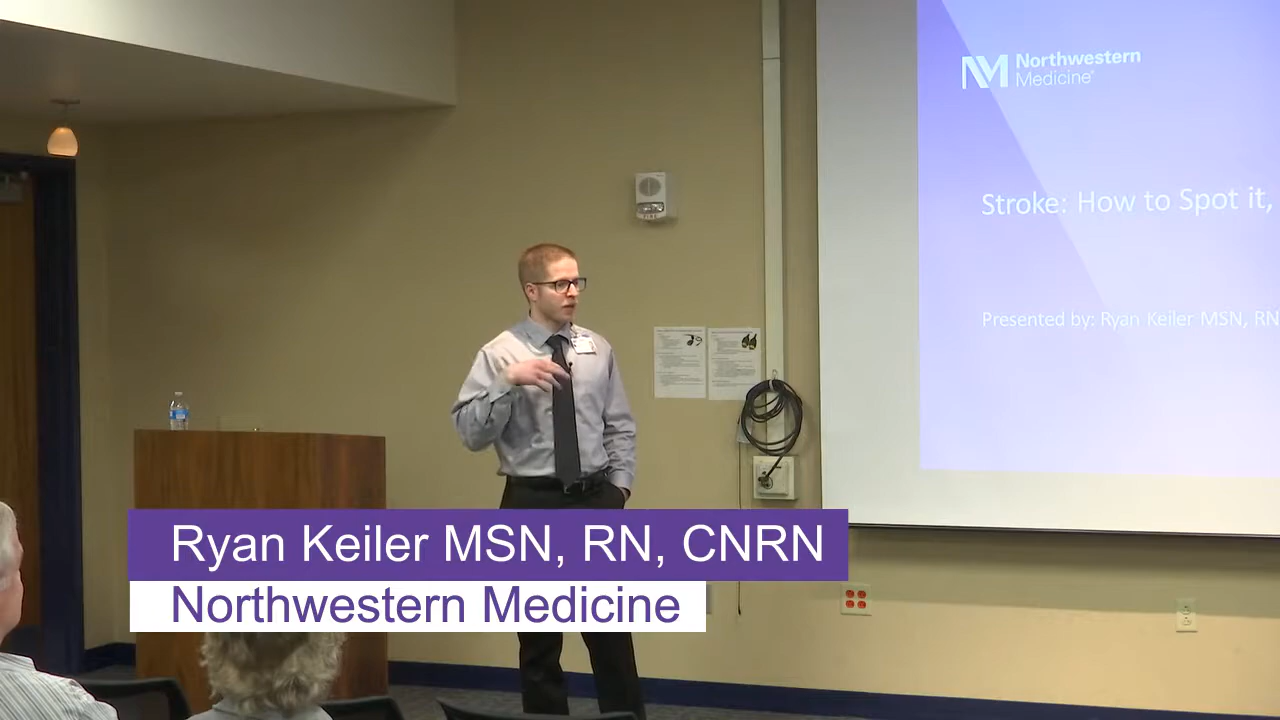 Northwestern
Medicine
Stroke: How to Spot it,
Presented by: Ryan Keiler MSN, RN
FIRE
Ryan Keiler MSN, RN, CNRN
Northwestern Medicine